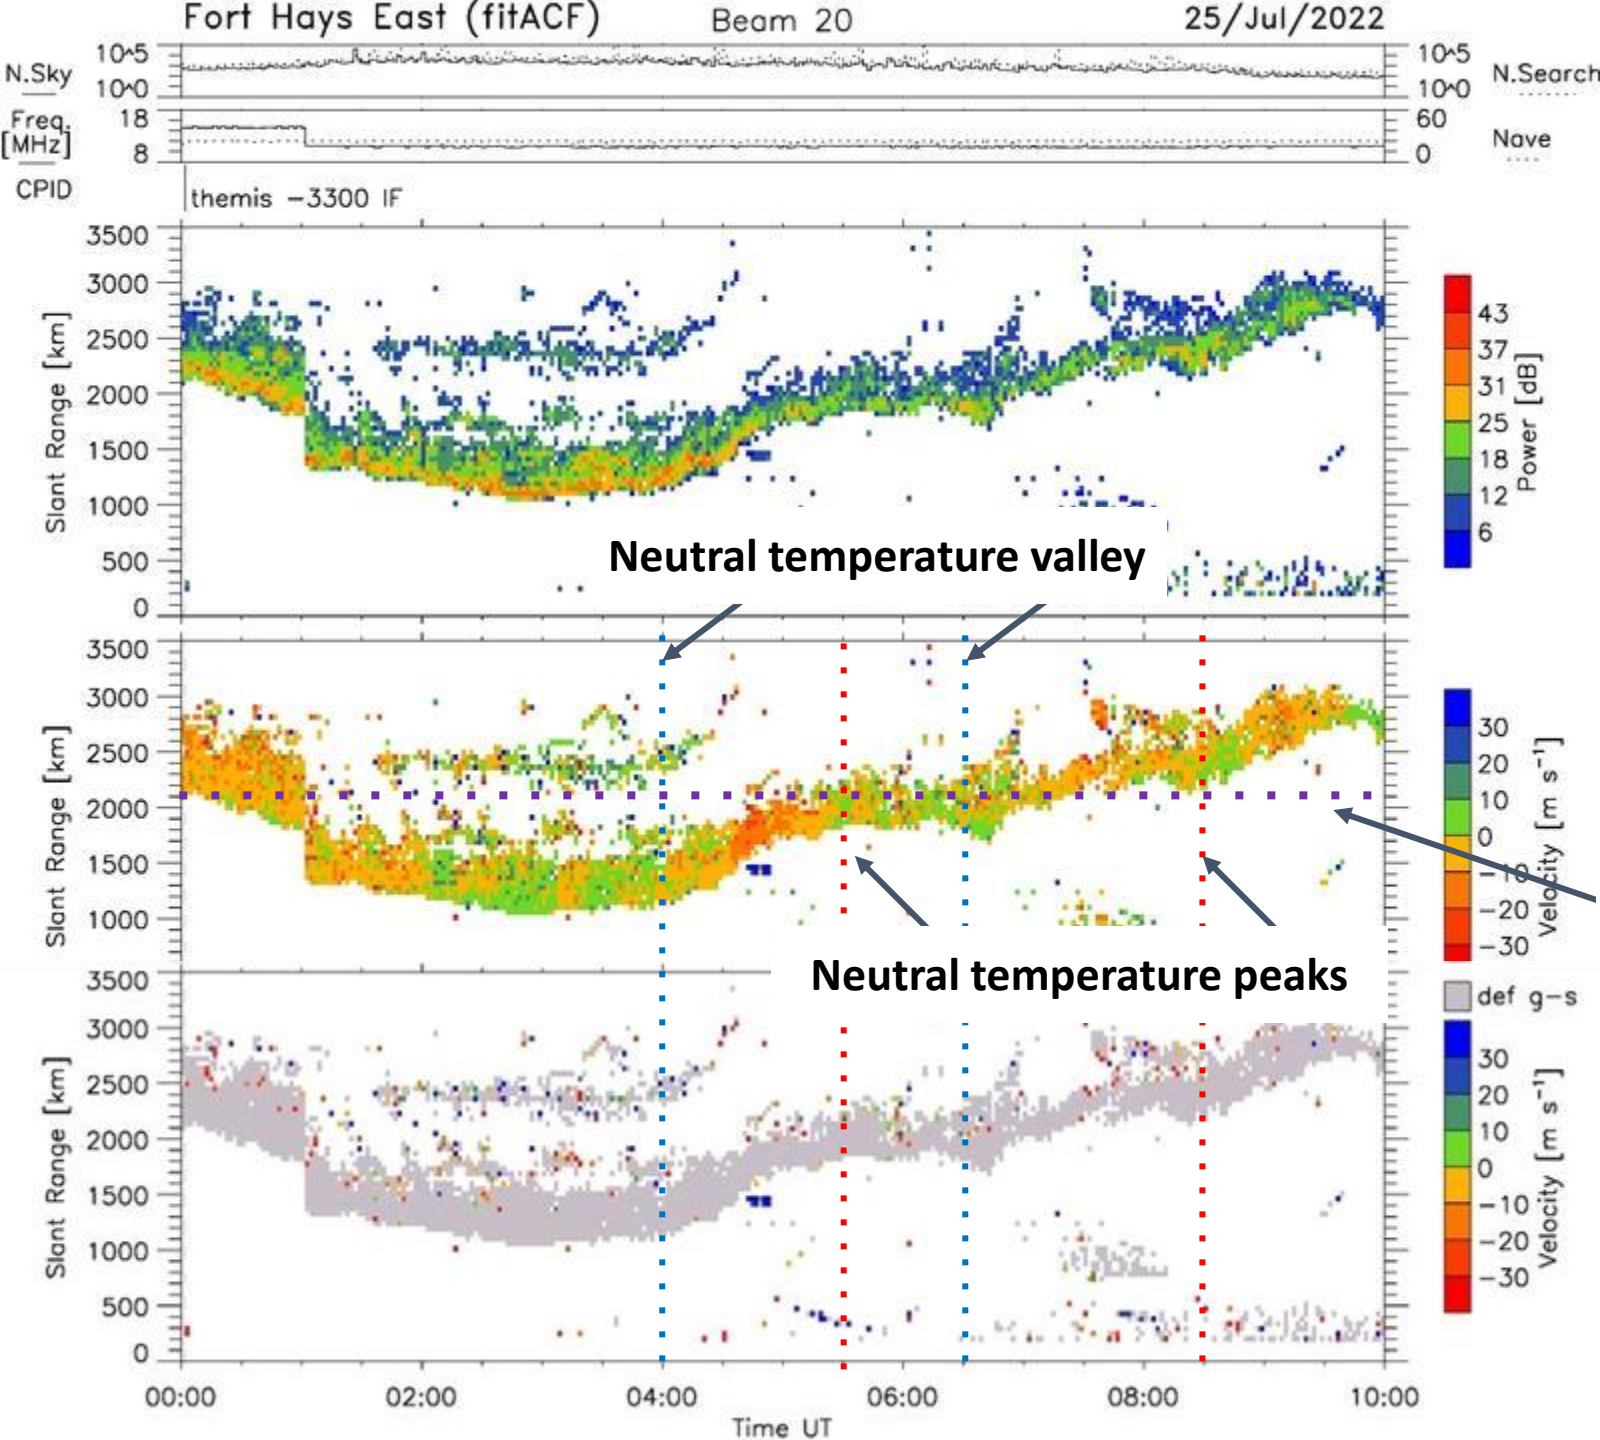 Fort Hays East (fitACF) Beam 20 25/Jul/2022
N.Sky 10^5 10^0 10^5 10^0 N.Search
Freq. [MHz] 18 8 60 0 Nave
CPID themis -3300 IF
Slant Range [km]
3500
3000
2500
2000
1500
1000
500
0
43
37
31
25
18
12
6
Power [dB]
Neutral temperature valley
Slant Range [km]
3500
3000
2500
2000
1500
1000
30
20
10
0
-10
-20
-30
Velocity [m s⁻¹]
Neutral temperature peaks
Slant Range [km]
3500
3000
2500
2000
1500
1000
500
0
def g-s
30
20
10
0
-10
-20
-30
Velocity [m s⁻¹]
00:00 02:00 04:00 06:00 08:00 10:00
Time UT